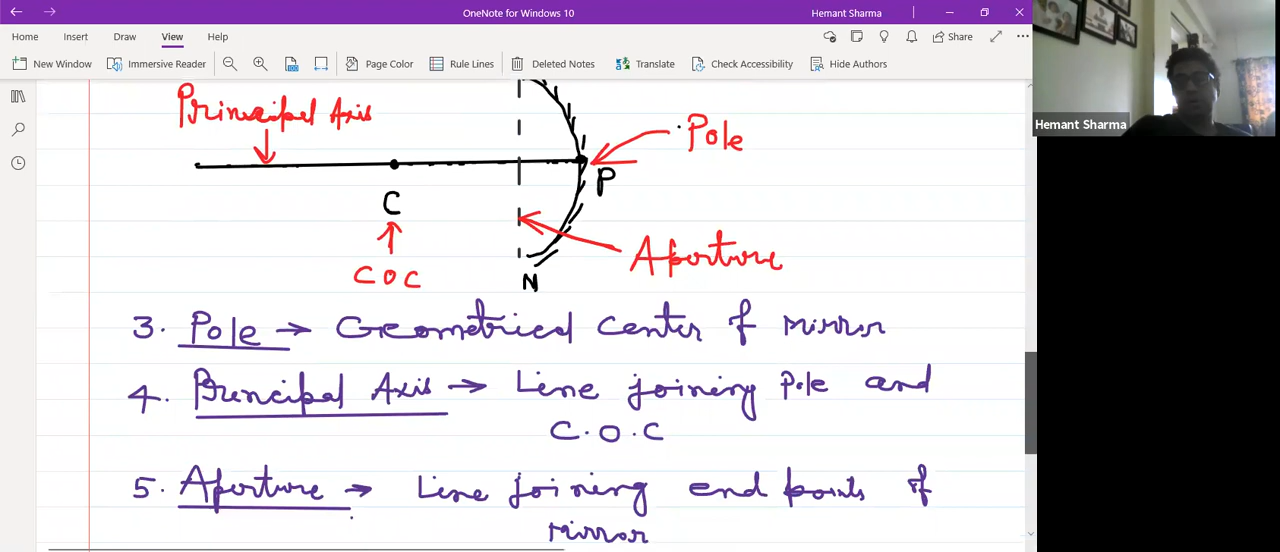 OneNote for Windows 10
Hemant Sharma
Home Insert Draw View Help
Share
New Window Immersive Reader Page Color Rule Lines Deleted Notes Translate Check Accessibility Hide Authors
Hemant Sharma
Principal Axis
Pole
P
C
Aperture
C O C
N
3. Pole → Geometrical Center of mirror
4. Principal Axis → Line joining Pole and
C.O.C
5. Aperture → Line joining end points of
mirror